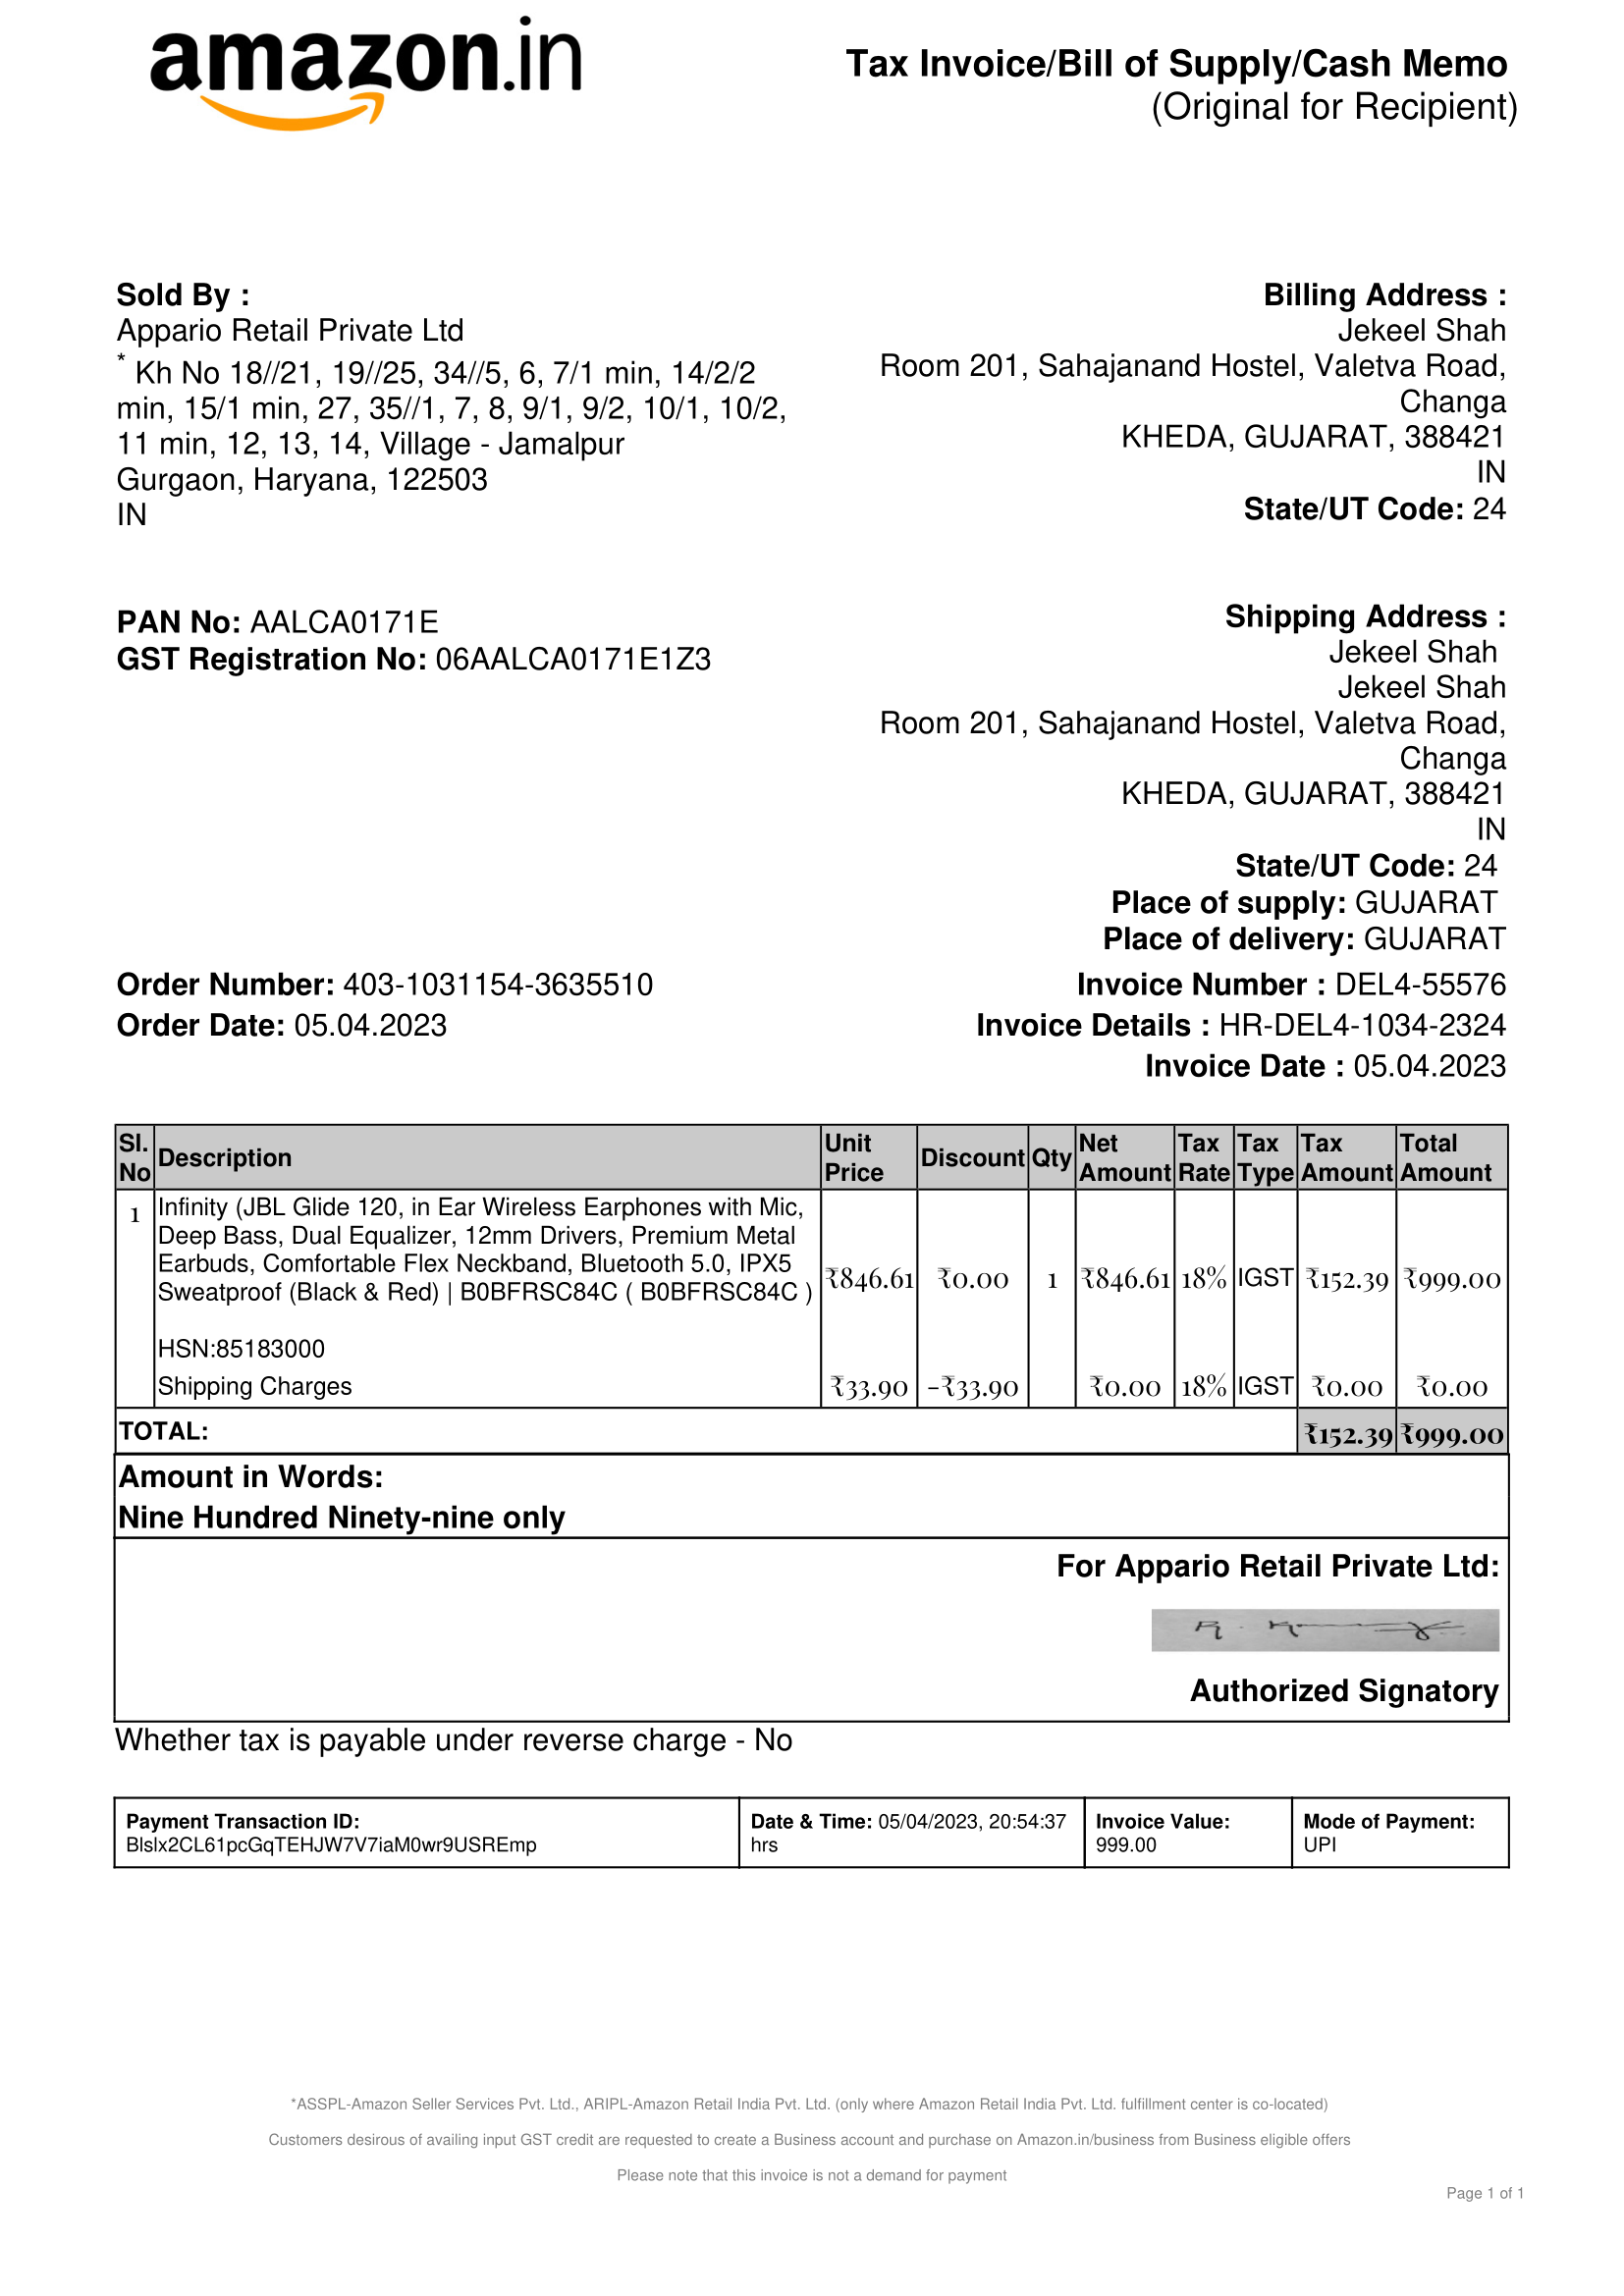 amazon.in
Tax Invoice/Bill of Supply/Cash Memo
(Original for Recipient)
Sold By :
Appario Retail Private Ltd
* Kh No 18//21, 19//25, 34//5, 6, 7/1 min, 14/2/2
min, 15/1 min, 27, 35//1, 7, 8, 9/1, 9/2, 10/1, 10/2,
11 min, 12, 13, 14, Village - Jamalpur
Gurgaon, Haryana, 122503
IN
Billing Address :
Jekeel Shah
Room 201, Sahajanand Hostel, Valetva Road,
Changa
KHEDA, GUJARAT, 388421
IN
State/UT Code: 24
PAN No: AALCA0171E
GST Registration No: 06AALCA0171E1Z3
Shipping Address :
Jekeel Shah
Jekeel Shah
Room 201, Sahajanand Hostel, Valetva Road,
Changa
KHEDA, GUJARAT, 388421
IN
State/UT Code: 24
Place of supply: GUJARAT
Place of delivery: GUJARAT
Order Number: 403-1031154-3635510
Order Date: 05.04.2023
Invoice Number : DEL4-55576
Invoice Details : HR-DEL4-1034-2324
Invoice Date : 05.04.2023
Sl. No Description Unit Price Discount Qty Net Amount Tax Rate Tax Type Tax Amount Total Amount
1 Infinity (JBL Glide 120, in Ear Wireless Earphones with Mic,
Deep Bass, Dual Equalizer, 12mm Drivers, Premium Metal
Earbuds, Comfortable Flex Neckband, Bluetooth 5.0, IPX5
Sweatproof (Black & Red) | B0BFRSC84C ( B0BFRSC84C )
₹846.61 ₹0.00 1 ₹846.61 18% IGST ₹152.39 ₹999.00
HSN:85183000
Shipping Charges ₹33.90 -₹33.90 ₹0.00 18% IGST ₹0.00 ₹0.00
TOTAL: ₹152.39 ₹999.00
Amount in Words:
Nine Hundred Ninety-nine only
For Appario Retail Private Ltd:
Authorized Signatory
Whether tax is payable under reverse charge - No
Payment Transaction ID:
BIslx2CL61pcGqTEHJW7V7iaM0wr9USREmp
Date & Time: 05/04/2023, 20:54:37
hrs
Invoice Value:
999.00
Mode of Payment:
UPI
*ASSPL-Amazon Seller Services Pvt. Ltd., ARIPL-Amazon Retail India Pvt. Ltd. (only where Amazon Retail India Pvt. Ltd. fulfillment center is co-located)
Customers desirous of availing input GST credit are requested to create a Business account and purchase on Amazon.in/business from Business eligible offers
Please note that this invoice is not a demand for payment
Page 1 of 1